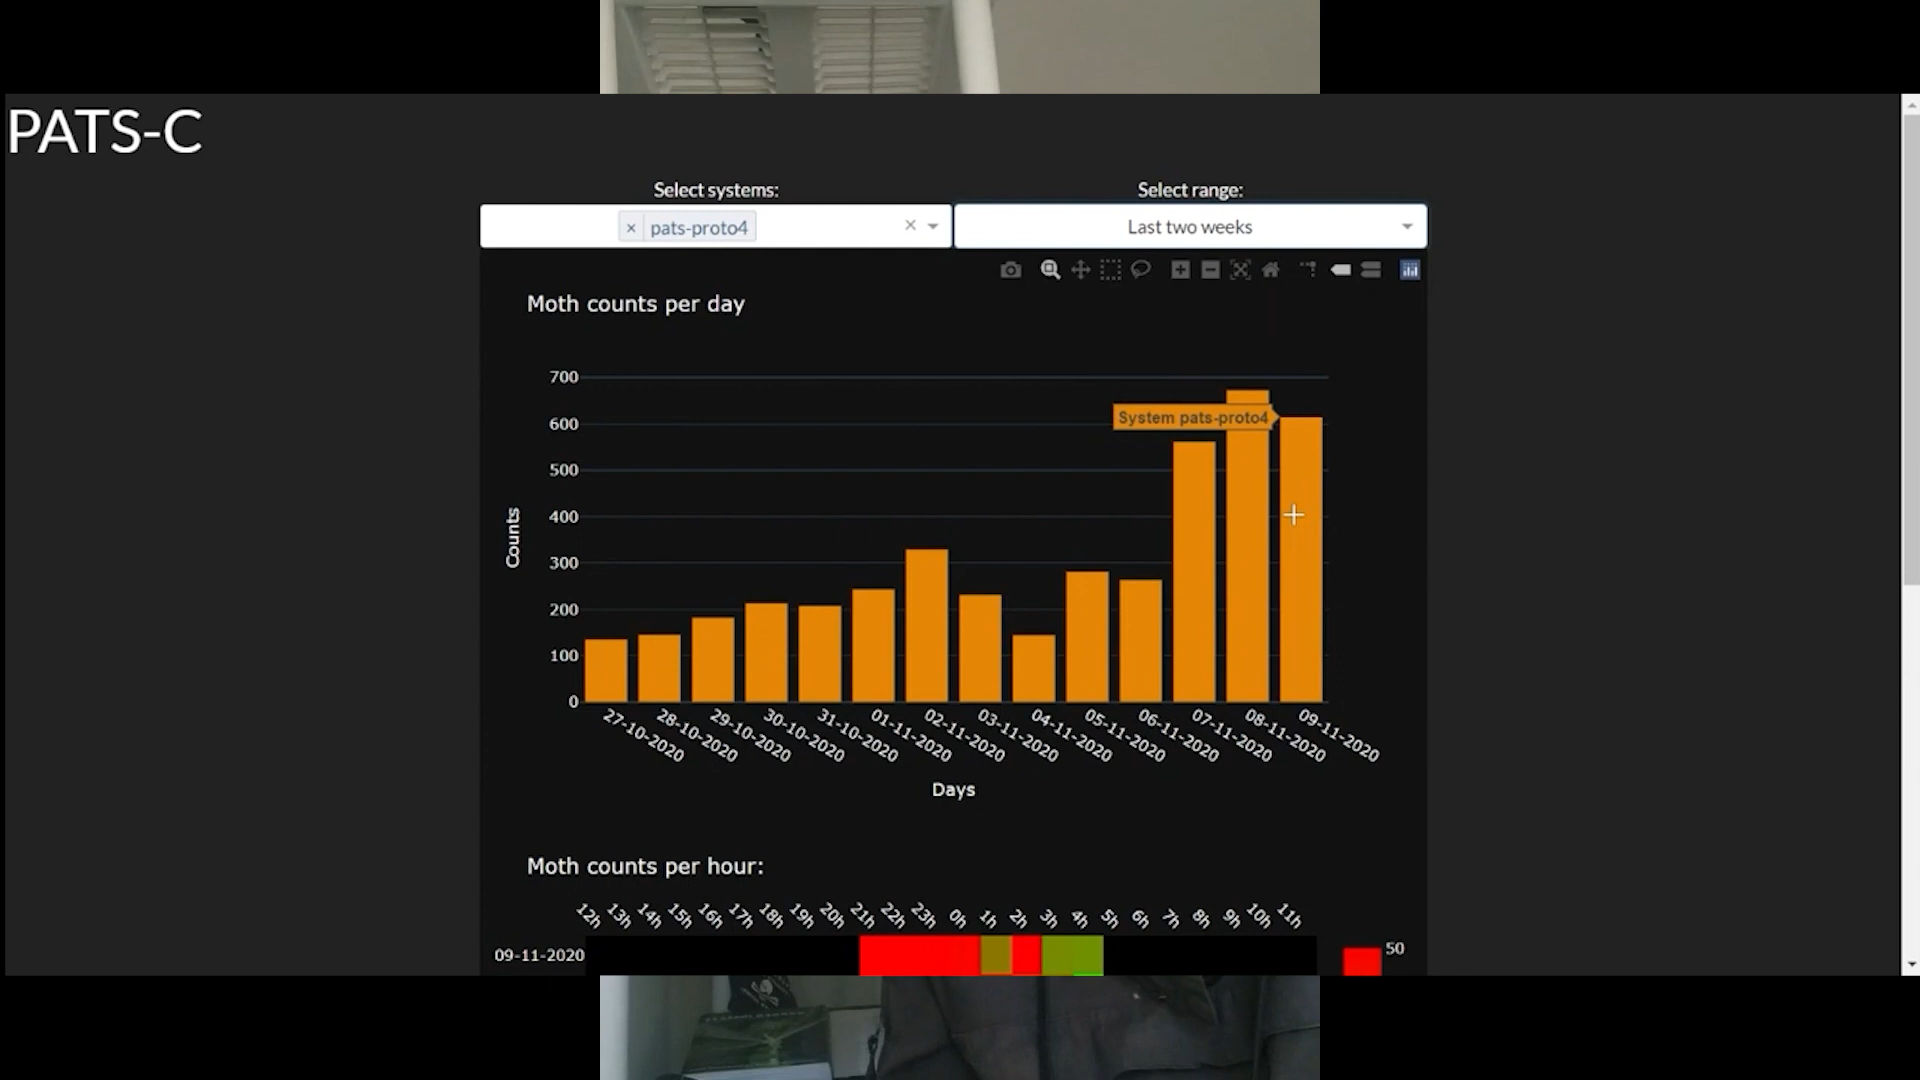 PATS-C
Select systems:
Select range:
× pats-proto4
Last two weeks
Moth counts per day
700
600
500
400
300
200
100
0
Counts
System pats-proto4
27-10-2020
28-10-2020
29-10-2020
30-10-2020
31-10-2020
01-11-2020
02-11-2020
03-11-2020
04-11-2020
05-11-2020
06-11-2020
07-11-2020
08-11-2020
09-11-2020
Days
Moth counts per hour:
12h 13h 14h 15h 16h 17h 18h 19h 20h 21h 22h 23h 0h 1h 2h 3h 4h 5h 6h 7h 8h 9h 10h 11h
09-11-2020
50